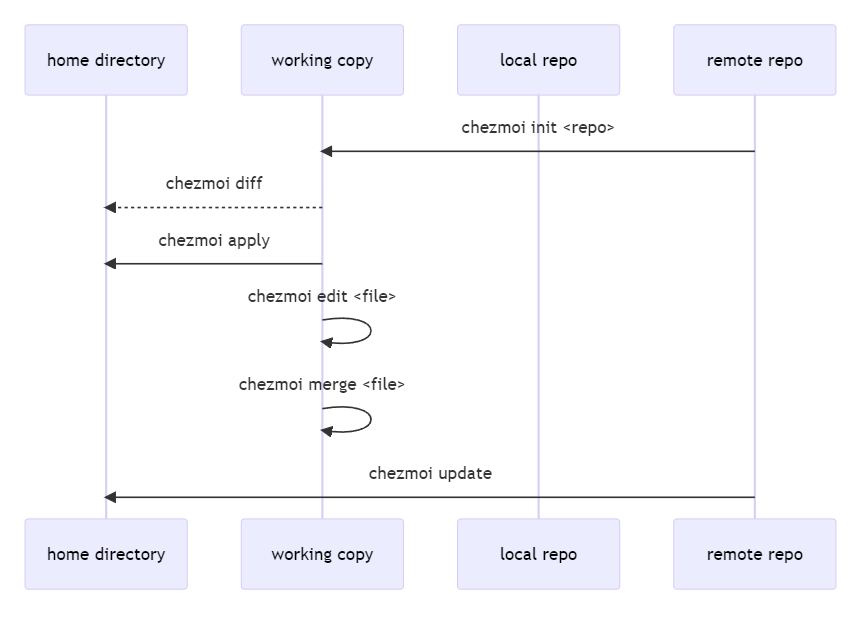 home directory
working copy
local repo
remote repo
chezmoi init <repo>
chezmoi diff
chezmoi apply
chezmoi edit <file>
chezmoi merge <file>
chezmoi update
home directory
working copy
local repo
remote repo